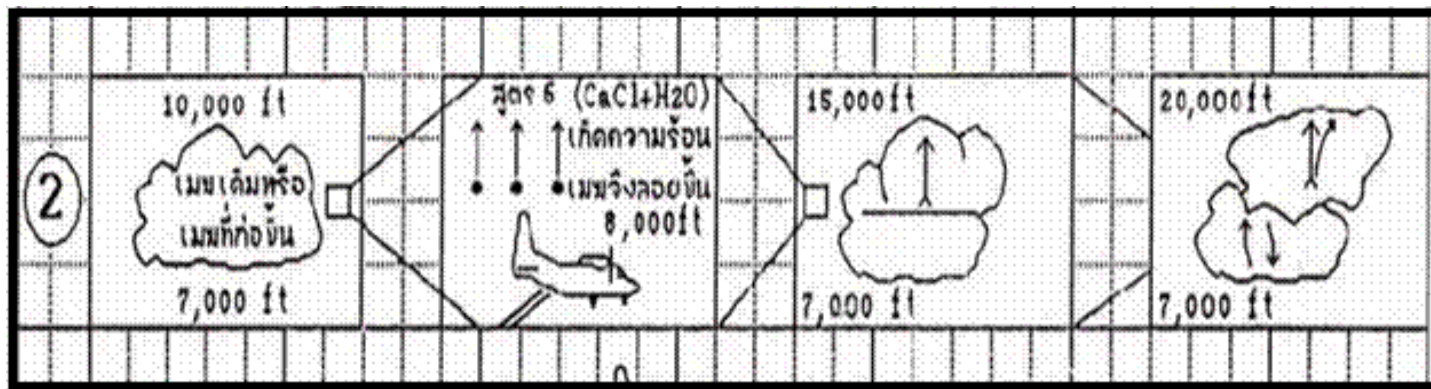 2
10,000 ft
เมฆเดิมหรือ
เมฆที่ก่อขึ้น
7,000 ft
สูตร 6 (CaCl+H2O)
เกิดความร้อน
เมฆจึงลอยขึ้น
8,000ft
15,000ft
7,000 ft
20,000ft
7,000 ft